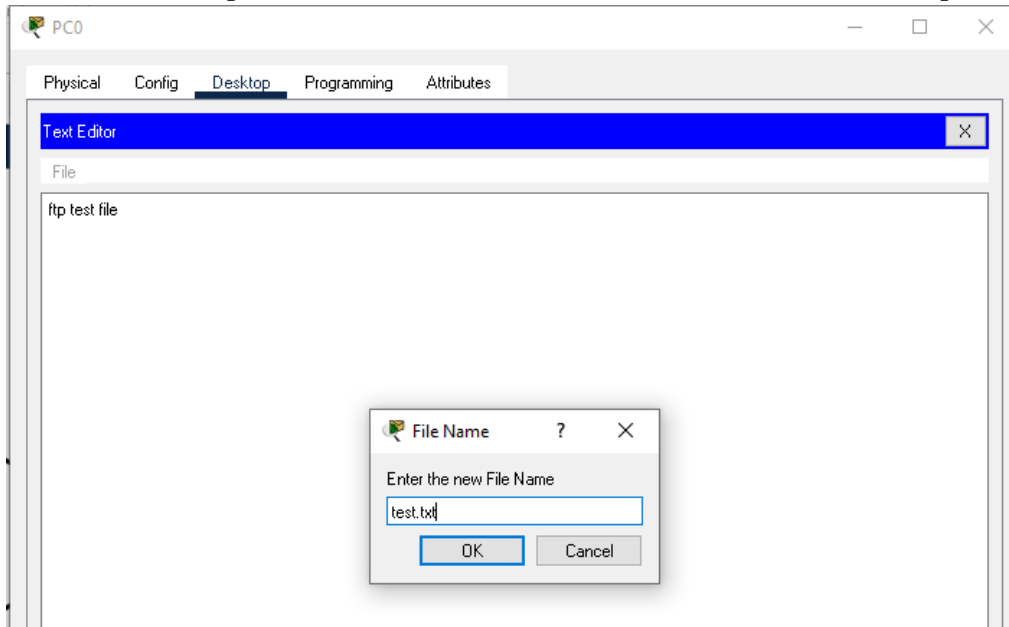 PC0
Physical Config Desktop Programming Attributes
Text Editor
X
File
ftp test file
File Name ?
Enter the new File Name
test.txt
OK Cancel